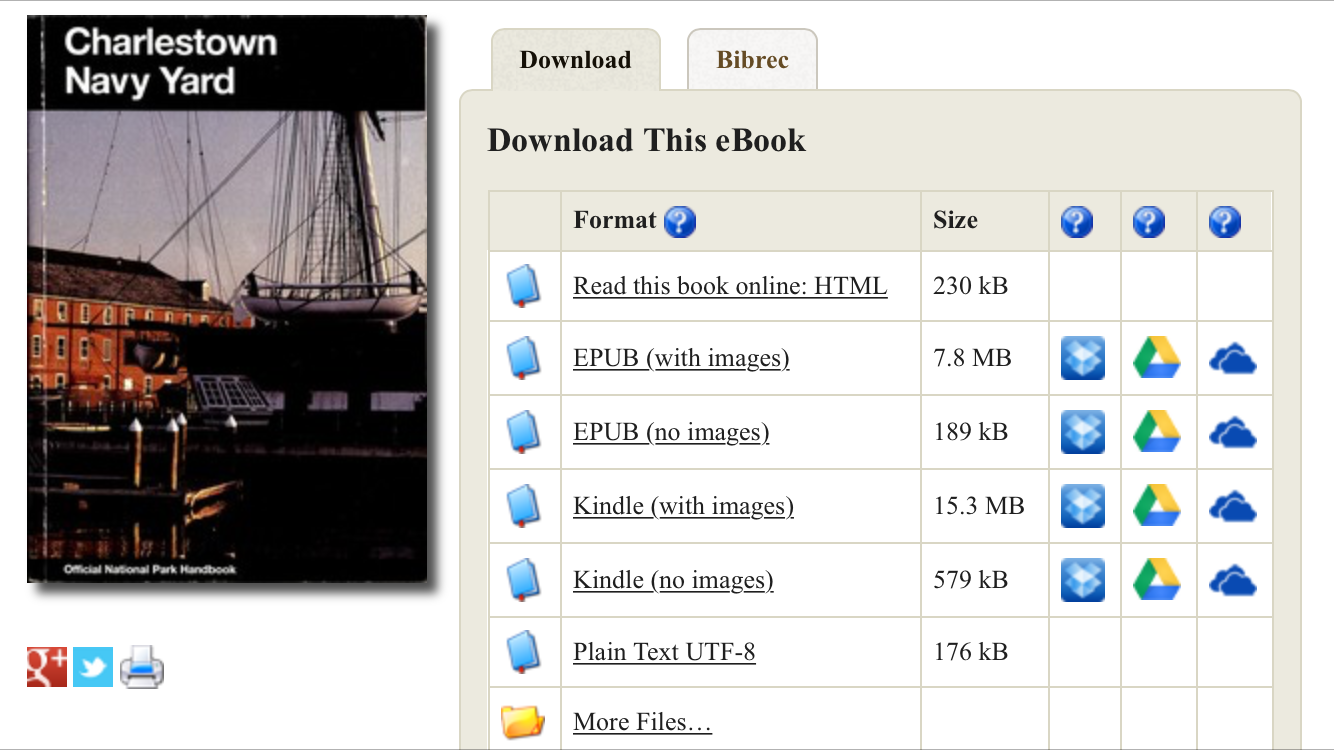 Charlestown
Navy Yard
Official National Park Handbook
g+
Download
Bibrec
Download This eBook
Format ? Size ? ? ?
Read this book online: HTML 230 kB
EPUB (with images) 7.8 MB
EPUB (no images) 189 kB
Kindle (with images) 15.3 MB
Kindle (no images) 579 kB
Plain Text UTF-8 176 kB
More Files…